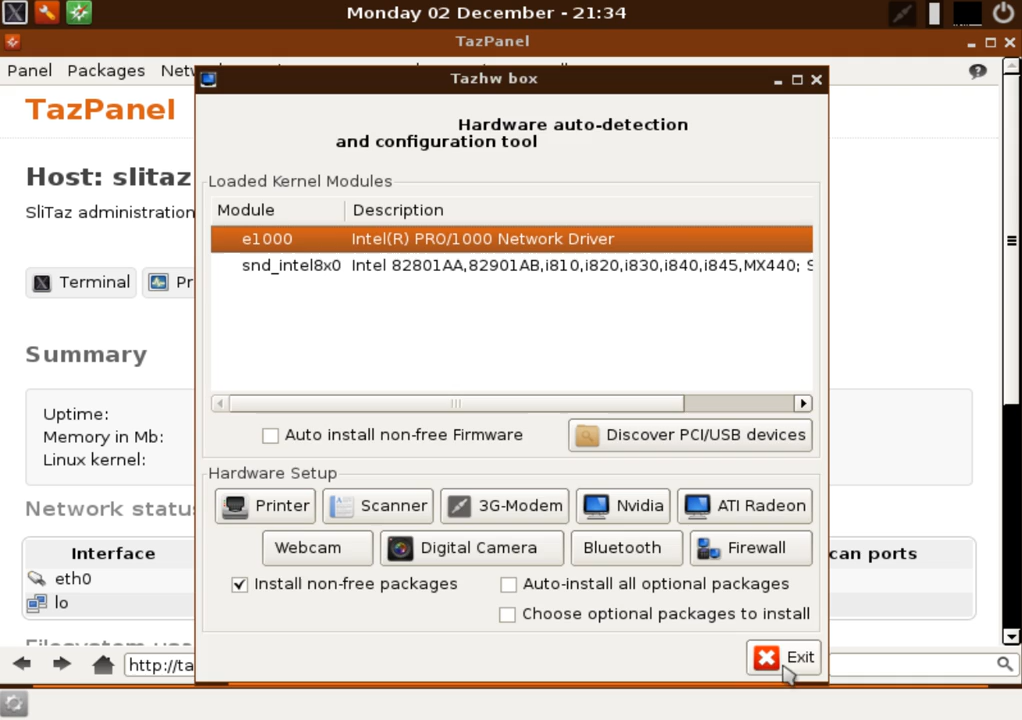 Monday 02 December - 21:34
TazPanel
Panel Packages
Tazhw box
TazPanel
Hardware auto-detection
and configuration tool
Host: slitaz
Loaded Kernel Modules
SliTaz administration
Module Description
e1000 Intel(R) PRO/1000 Network Driver
snd_intel8x0 Intel 82801AA,82901AB,i810,i820,i830,i840,i845,MX440;
Terminal
Summary
Uptime:
Memory in Mb:
Linux kernel:
Auto install non-free Firmware Discover PCI/USB devices
Hardware Setup
Printer Scanner 3G-Modem Nvidia ATI Radeon
Network
Webcam Digital Camera Bluetooth Firewall
Interface ports
eth0
Install non-free packages Auto-install all optional packages
lo
Choose optional packages to install
Exit
http://ta